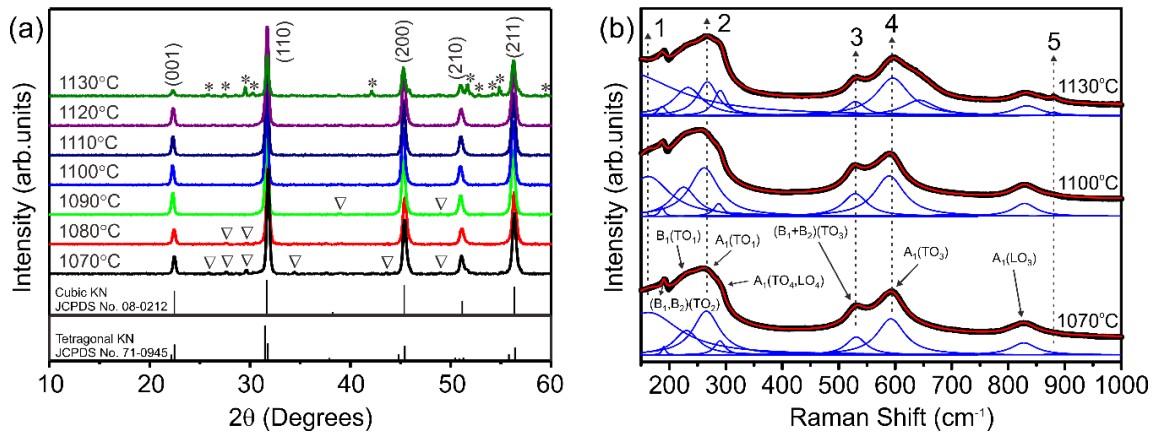 (a)
(001)
(110)
(200)
(210)
(211)
1130°C
* * * * * * * * * *
1120°C
1110°C
1100°C
1090°C
▽ ▽
1080°C
▽ ▽
1070°C
▽ ▽ ▽ ▽ ▽ ▽
Cubic KN
JCPDS No. 08-0212
Tetragonal KN
JCPDS No. 71-0945
10 20 30 40 50 60
2θ (Degrees)
Intensity (arb.units)
(b)
1 2 3 4 5
1130°C
1100°C
B₁(TO₁)
A₁(TO₁)
(B₁+B₂)(TO₃)
A₁(TO₃)
A₁(LO₃)
A₁(TO₄,LO₄)
(B₁,B₂)(TO₂)
1070°C
200 300 400 500 600 700 800 900 1000
Raman Shift (cm⁻¹)
Intensity (arb.units)